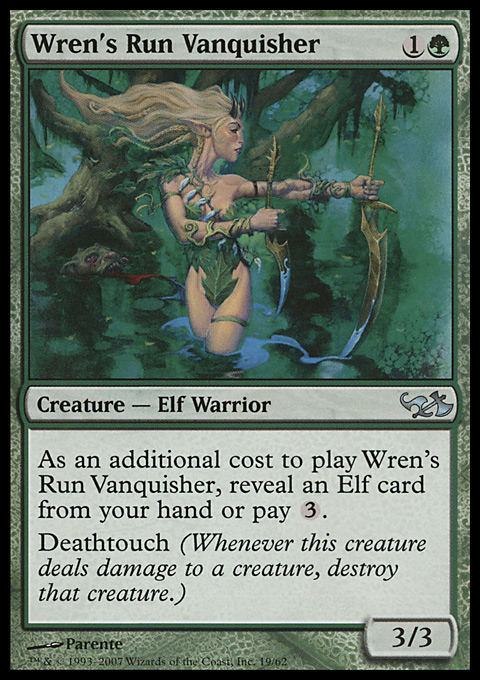 Wren's Run Vanquisher 1
Creature — Elf Warrior
As an additional cost to play Wren's
Run Vanquisher, reveal an Elf card
from your hand or pay 3.
Deathtouch (Whenever this creature
deals damage to a creature, destroy
that creature.)
3/3
Parente
™& © 1993–2007 Wizards of the Coast, Inc. 19/62